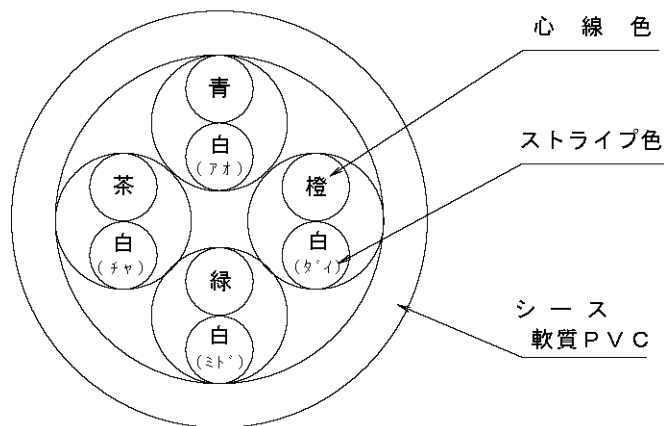 心線色
青
白
(アオ)
ストライプ色
茶
橙
白
(チャ)
白
(ダイ)
緑
白
(ミド)
シース
軟質PVC